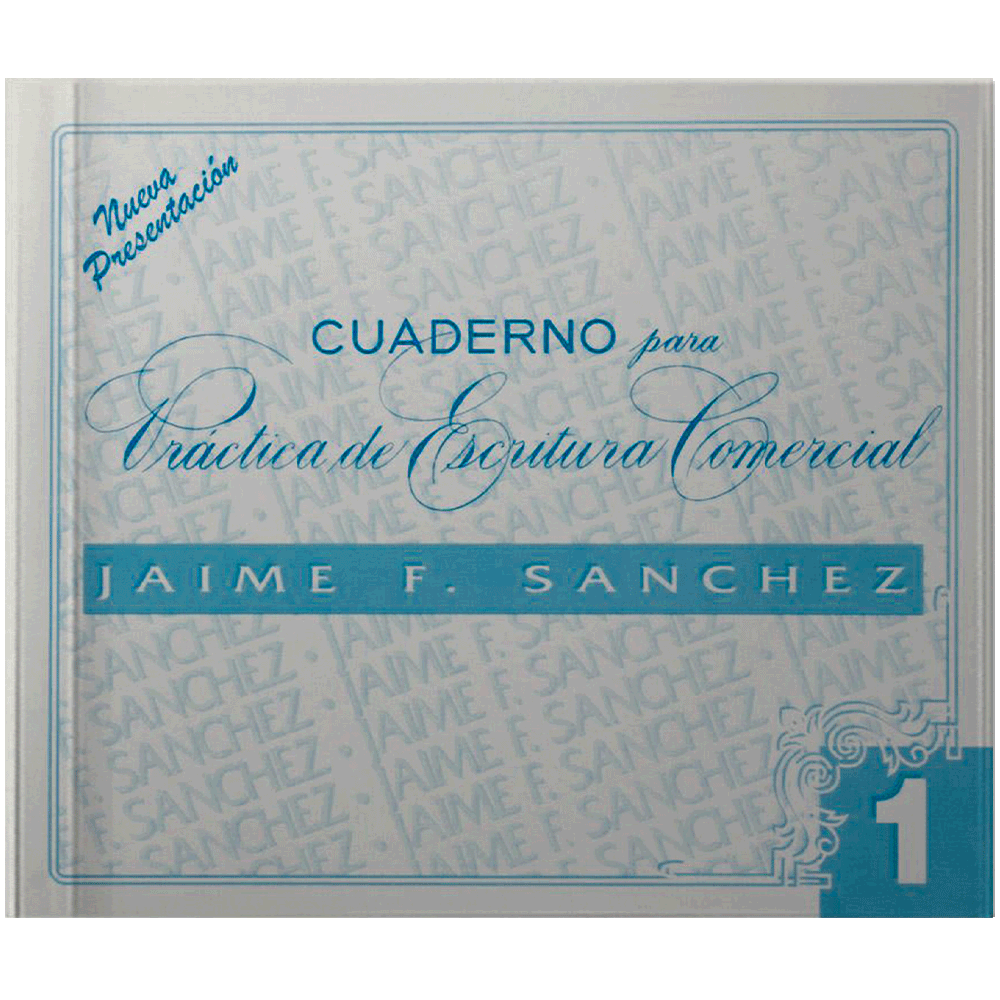 Nueva
Presentación
CUADERNO para
Práctica de Escritura Comercial
JAIME F. SANCHEZ
1